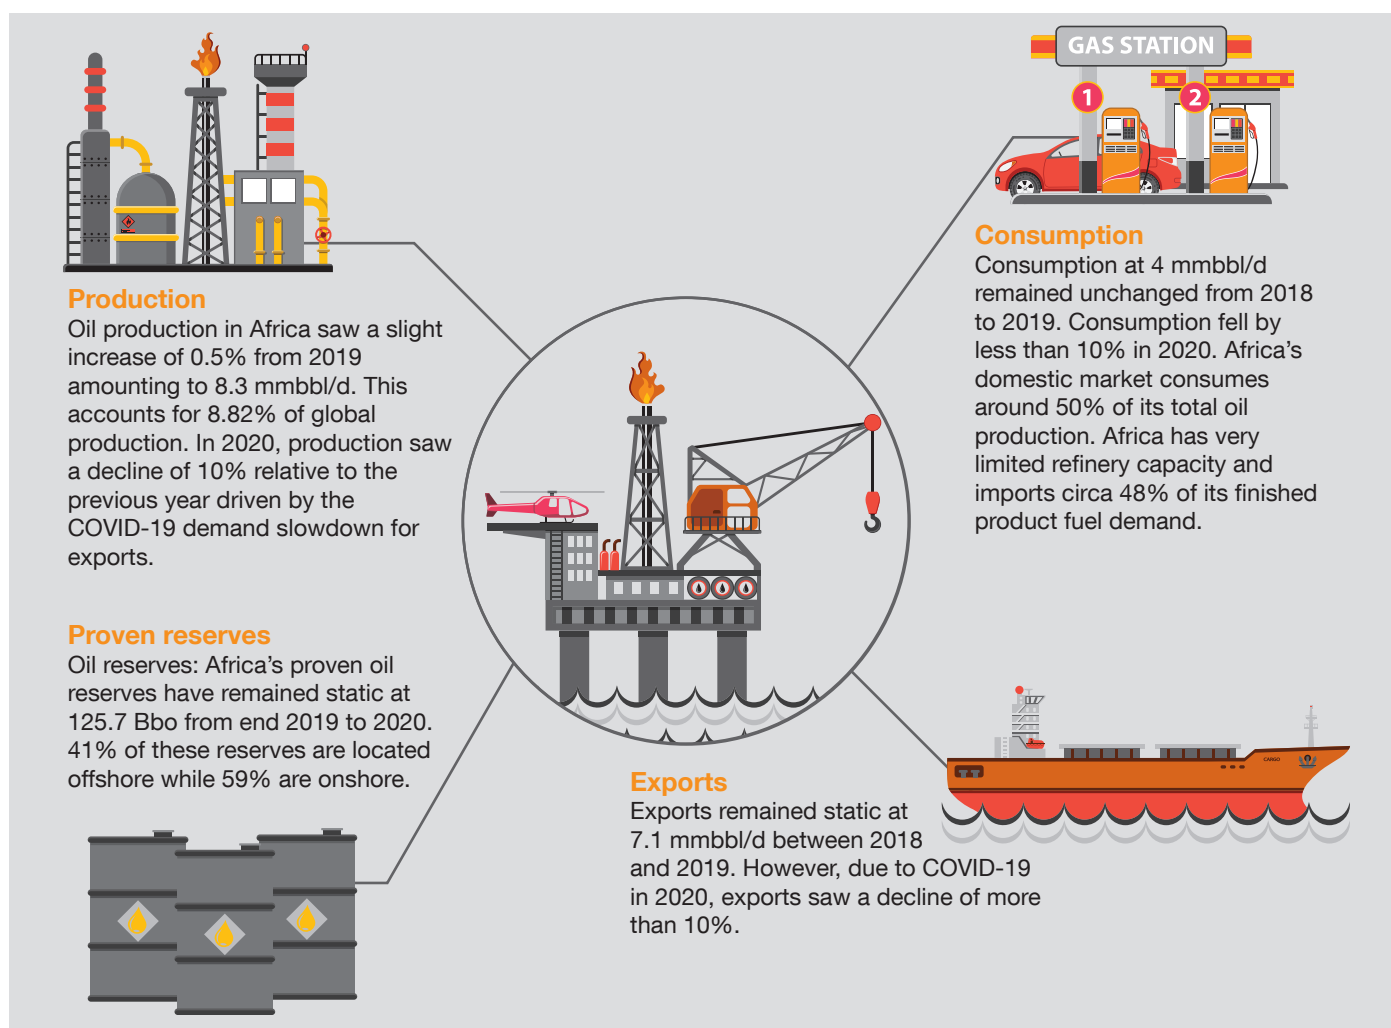 GAS STATION
1
2
Production
Oil production in Africa saw a slight
increase of 0.5% from 2019
amounting to 8.3 mmbbl/d. This
accounts for 8.82% of global
production. In 2020, production saw
a decline of 10% relative to the
previous year driven by the
COVID-19 demand slowdown for
exports.
Consumption
Consumption at 4 mmbbl/d
remained unchanged from 2018
to 2019. Consumption fell by
less than 10% in 2020. Africa’s
domestic market consumes
around 50% of its total oil
production. Africa has very
limited refinery capacity and
imports circa 48% of its finished
product fuel demand.
Proven reserves
Oil reserves: Africa’s proven oil
reserves have remained static at
125.7 Bbo from end 2019 to 2020.
41% of these reserves are located
offshore while 59% are onshore.
Exports
Exports remained static at
7.1 mmbbl/d between 2018
and 2019. However, due to COVID-19
in 2020, exports saw a decline of more
than 10%.
CARGO